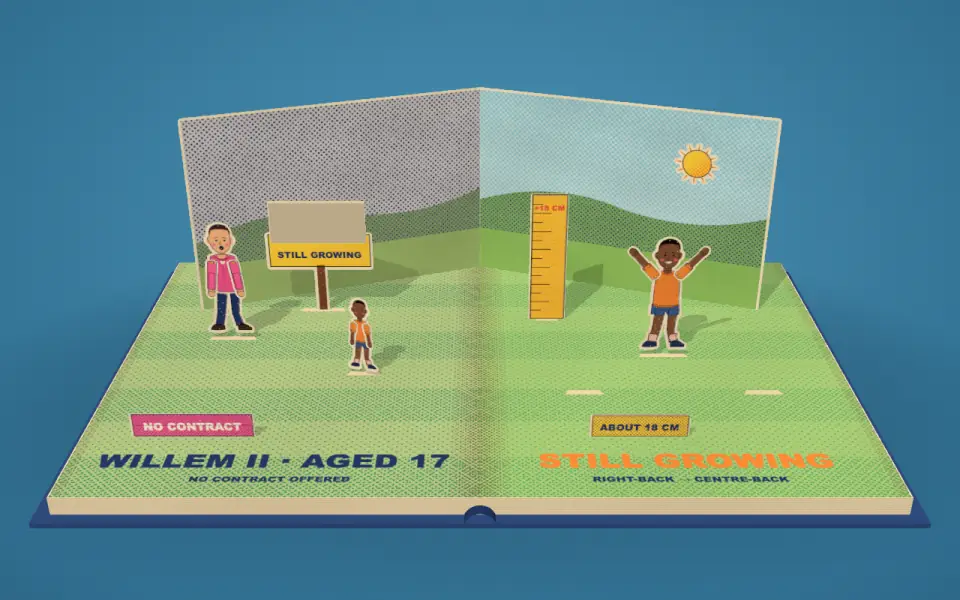 STILL GROWING
NO CONTRACT
WILLEM II · AGED 17
NO CONTRACT OFFERED
+18 CM
ABOUT 18 CM
STILL GROWING
RIGHT-BACK → CENTRE-BACK